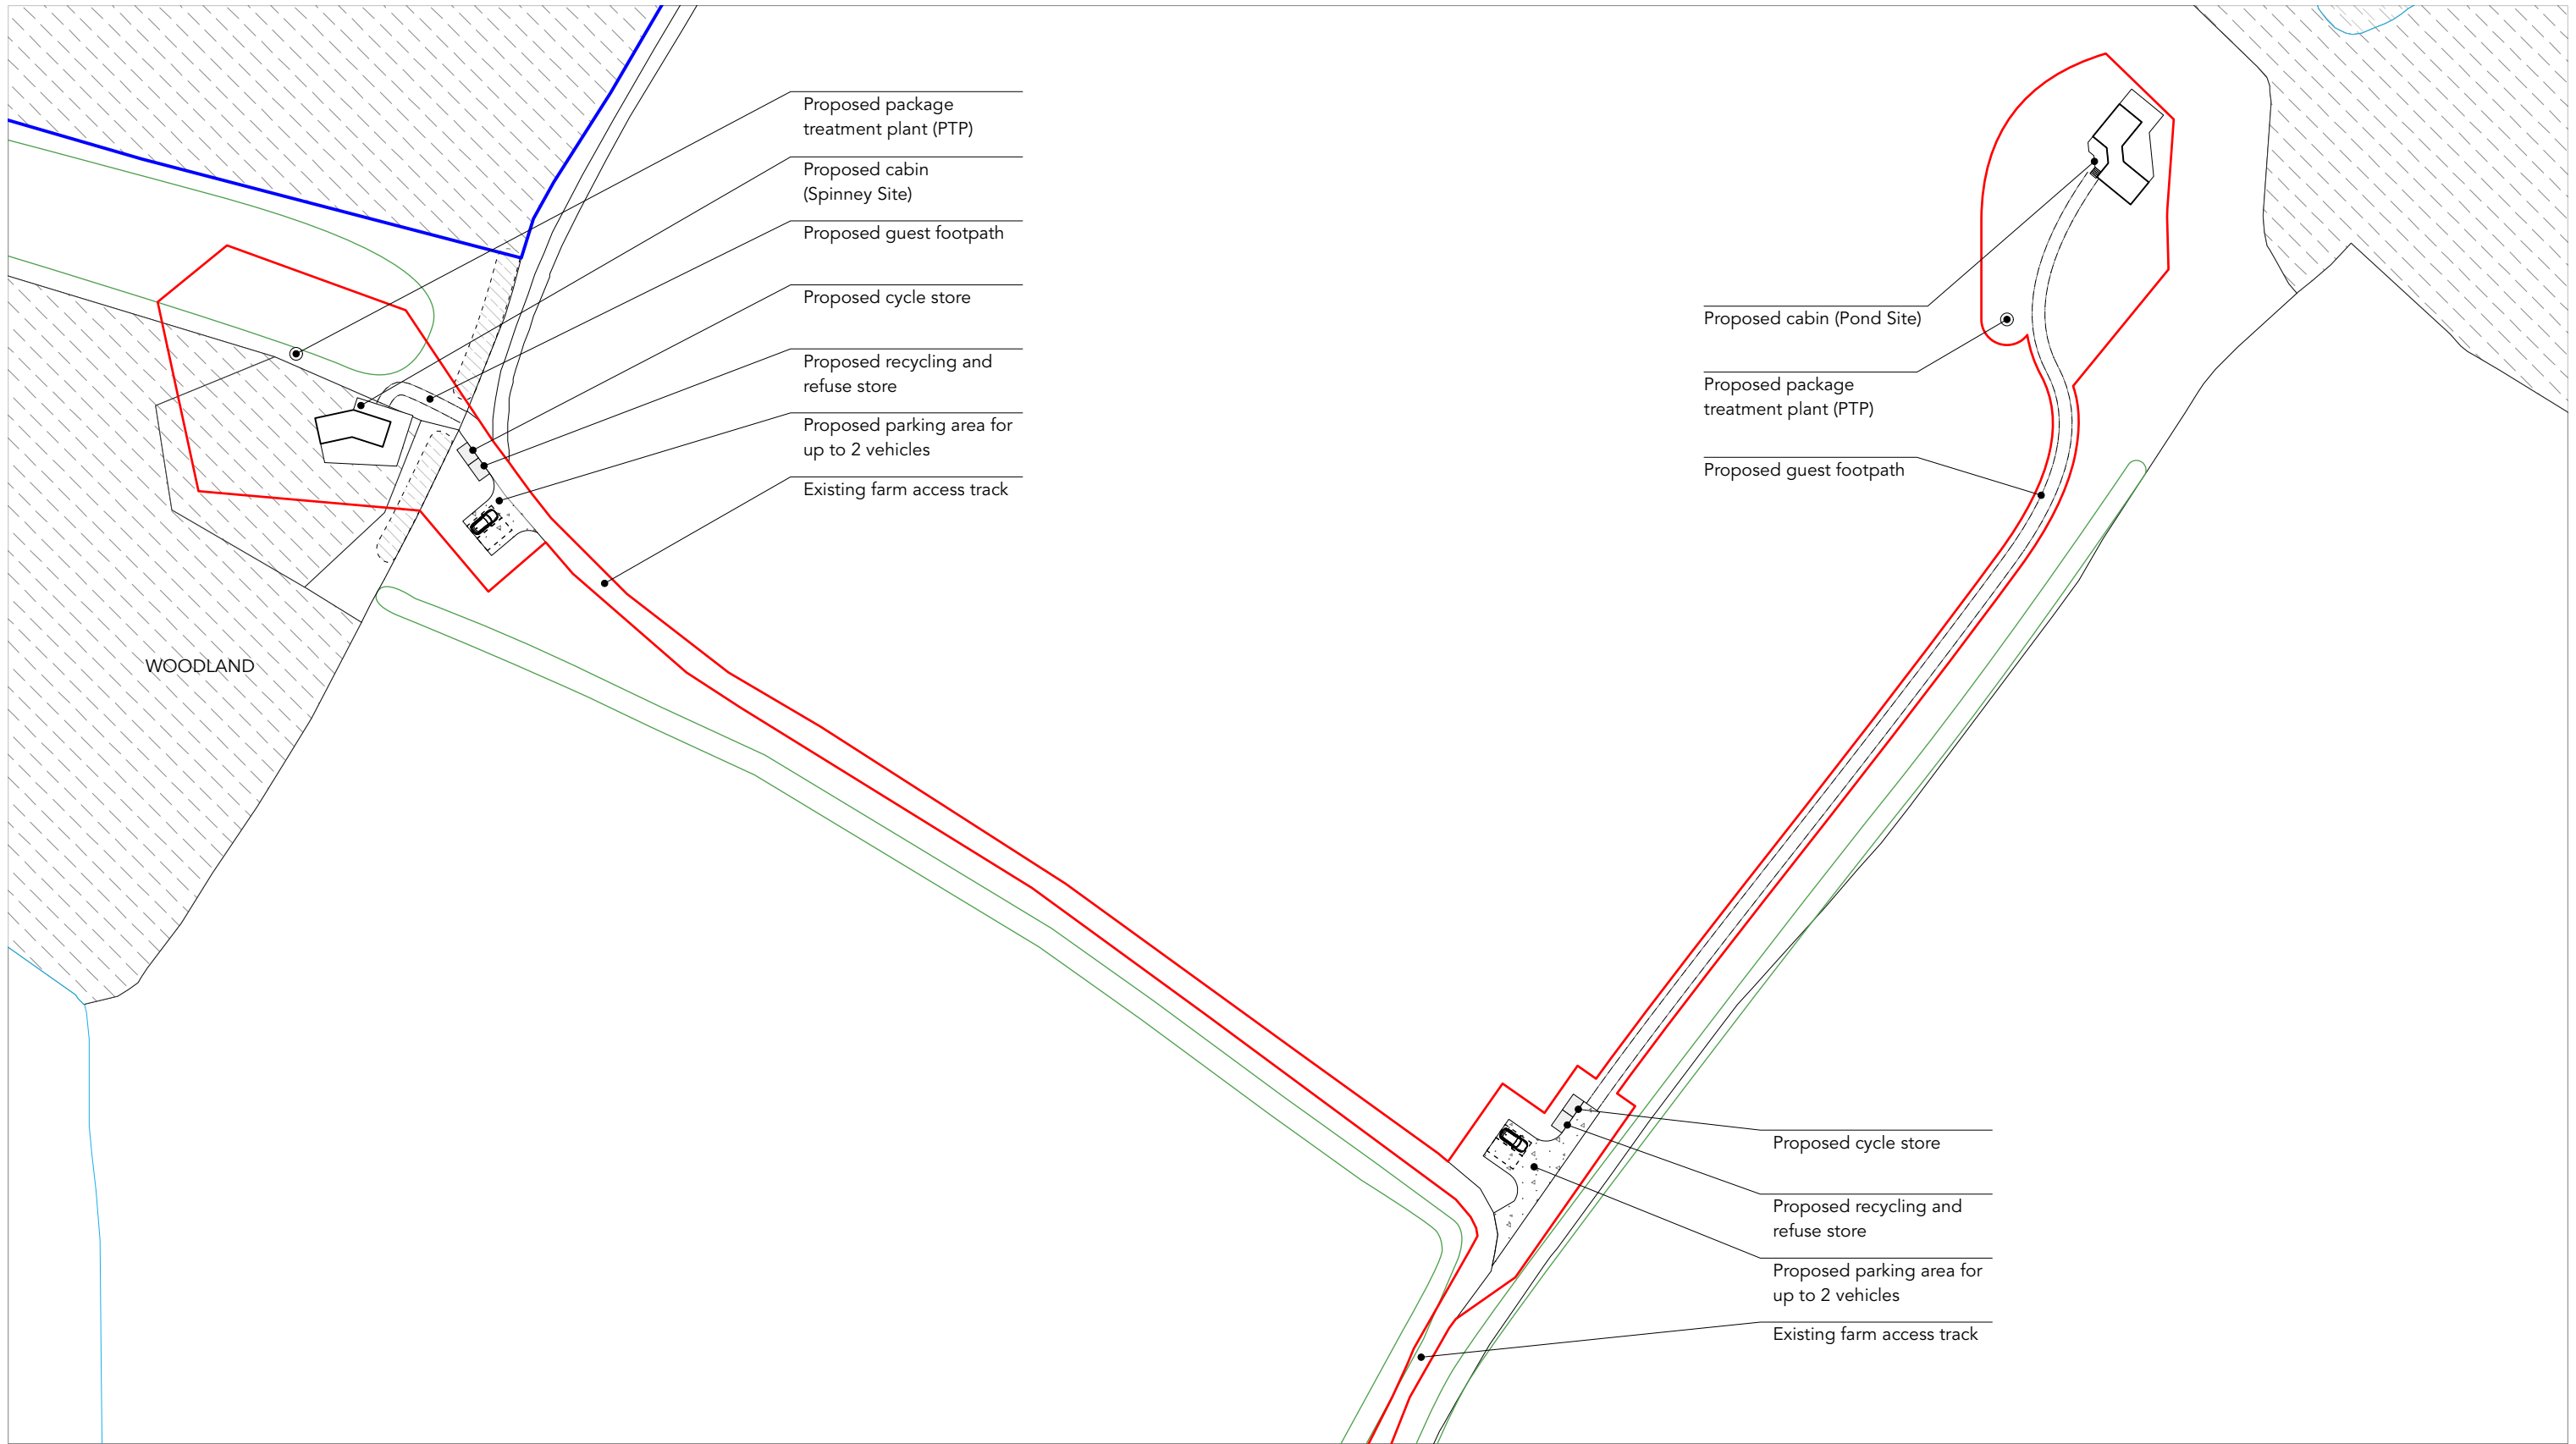 Proposed package
treatment plant (PTP)
Proposed cabin
(Spinney Site)
Proposed guest footpath
Proposed cycle store
Proposed recycling and
refuse store
Proposed parking area for
up to 2 vehicles
Existing farm access track
WOODLAND
Proposed cabin (Pond Site)
Proposed package
treatment plant (PTP)
Proposed guest footpath
Proposed cycle store
Proposed recycling and
refuse store
Proposed parking area for
up to 2 vehicles
Existing farm access track